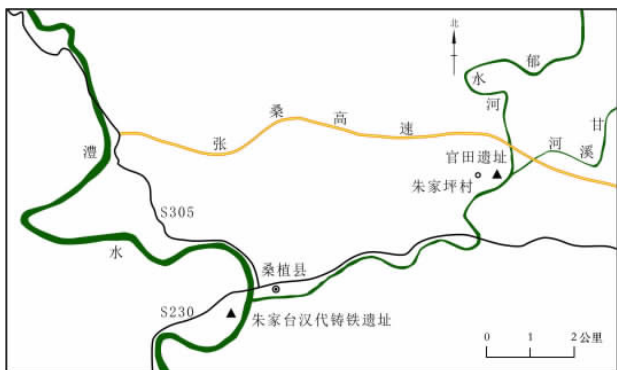 北
郁
水
河
甘
溪
河
张桑高速
官田遗址
朱家坪村
澧
水
S305
桑植县
S230
朱家台汉代铸铁遗址
0 1 2公里